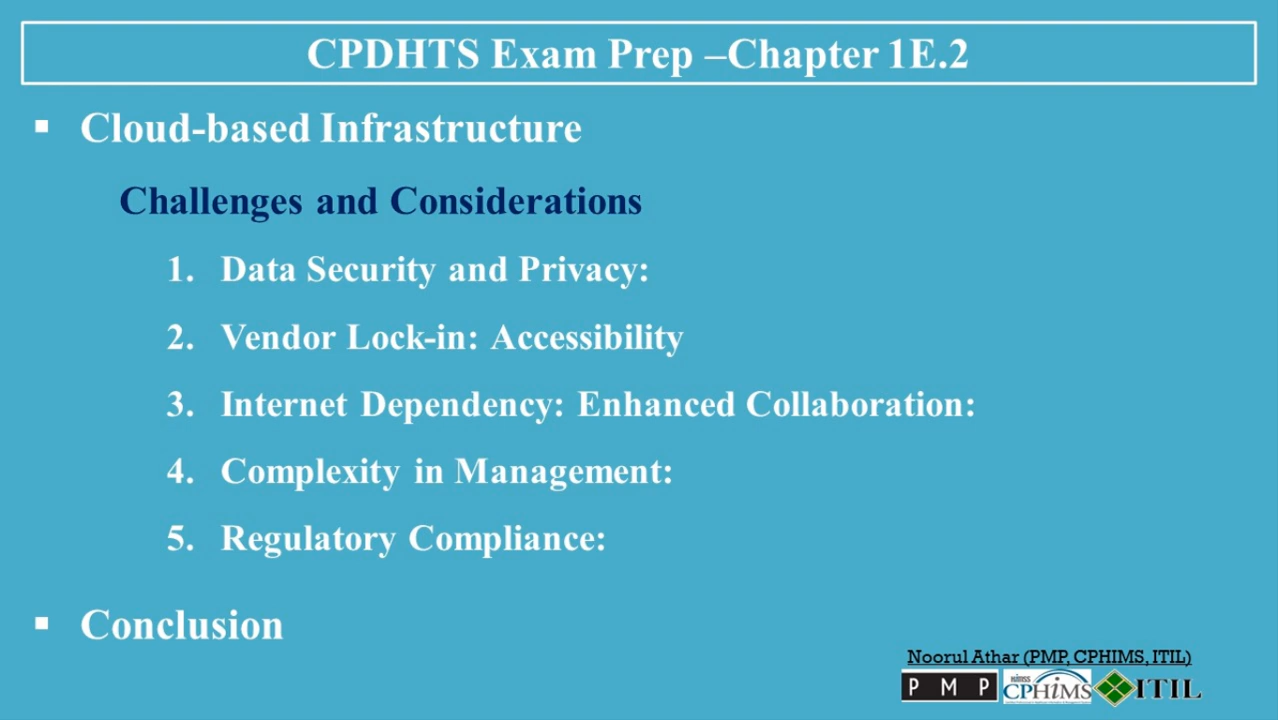 CPDHTS Exam Prep –Chapter 1E.2
▪ Cloud-based Infrastructure
Challenges and Considerations
1. Data Security and Privacy:
2. Vendor Lock-in: Accessibility
3. Internet Dependency: Enhanced Collaboration:
4. Complexity in Management:
5. Regulatory Compliance:
▪ Conclusion
Noorul Athar (PMP, CPHIMS, ITIL)
PMP himss CPHIMS ITIL